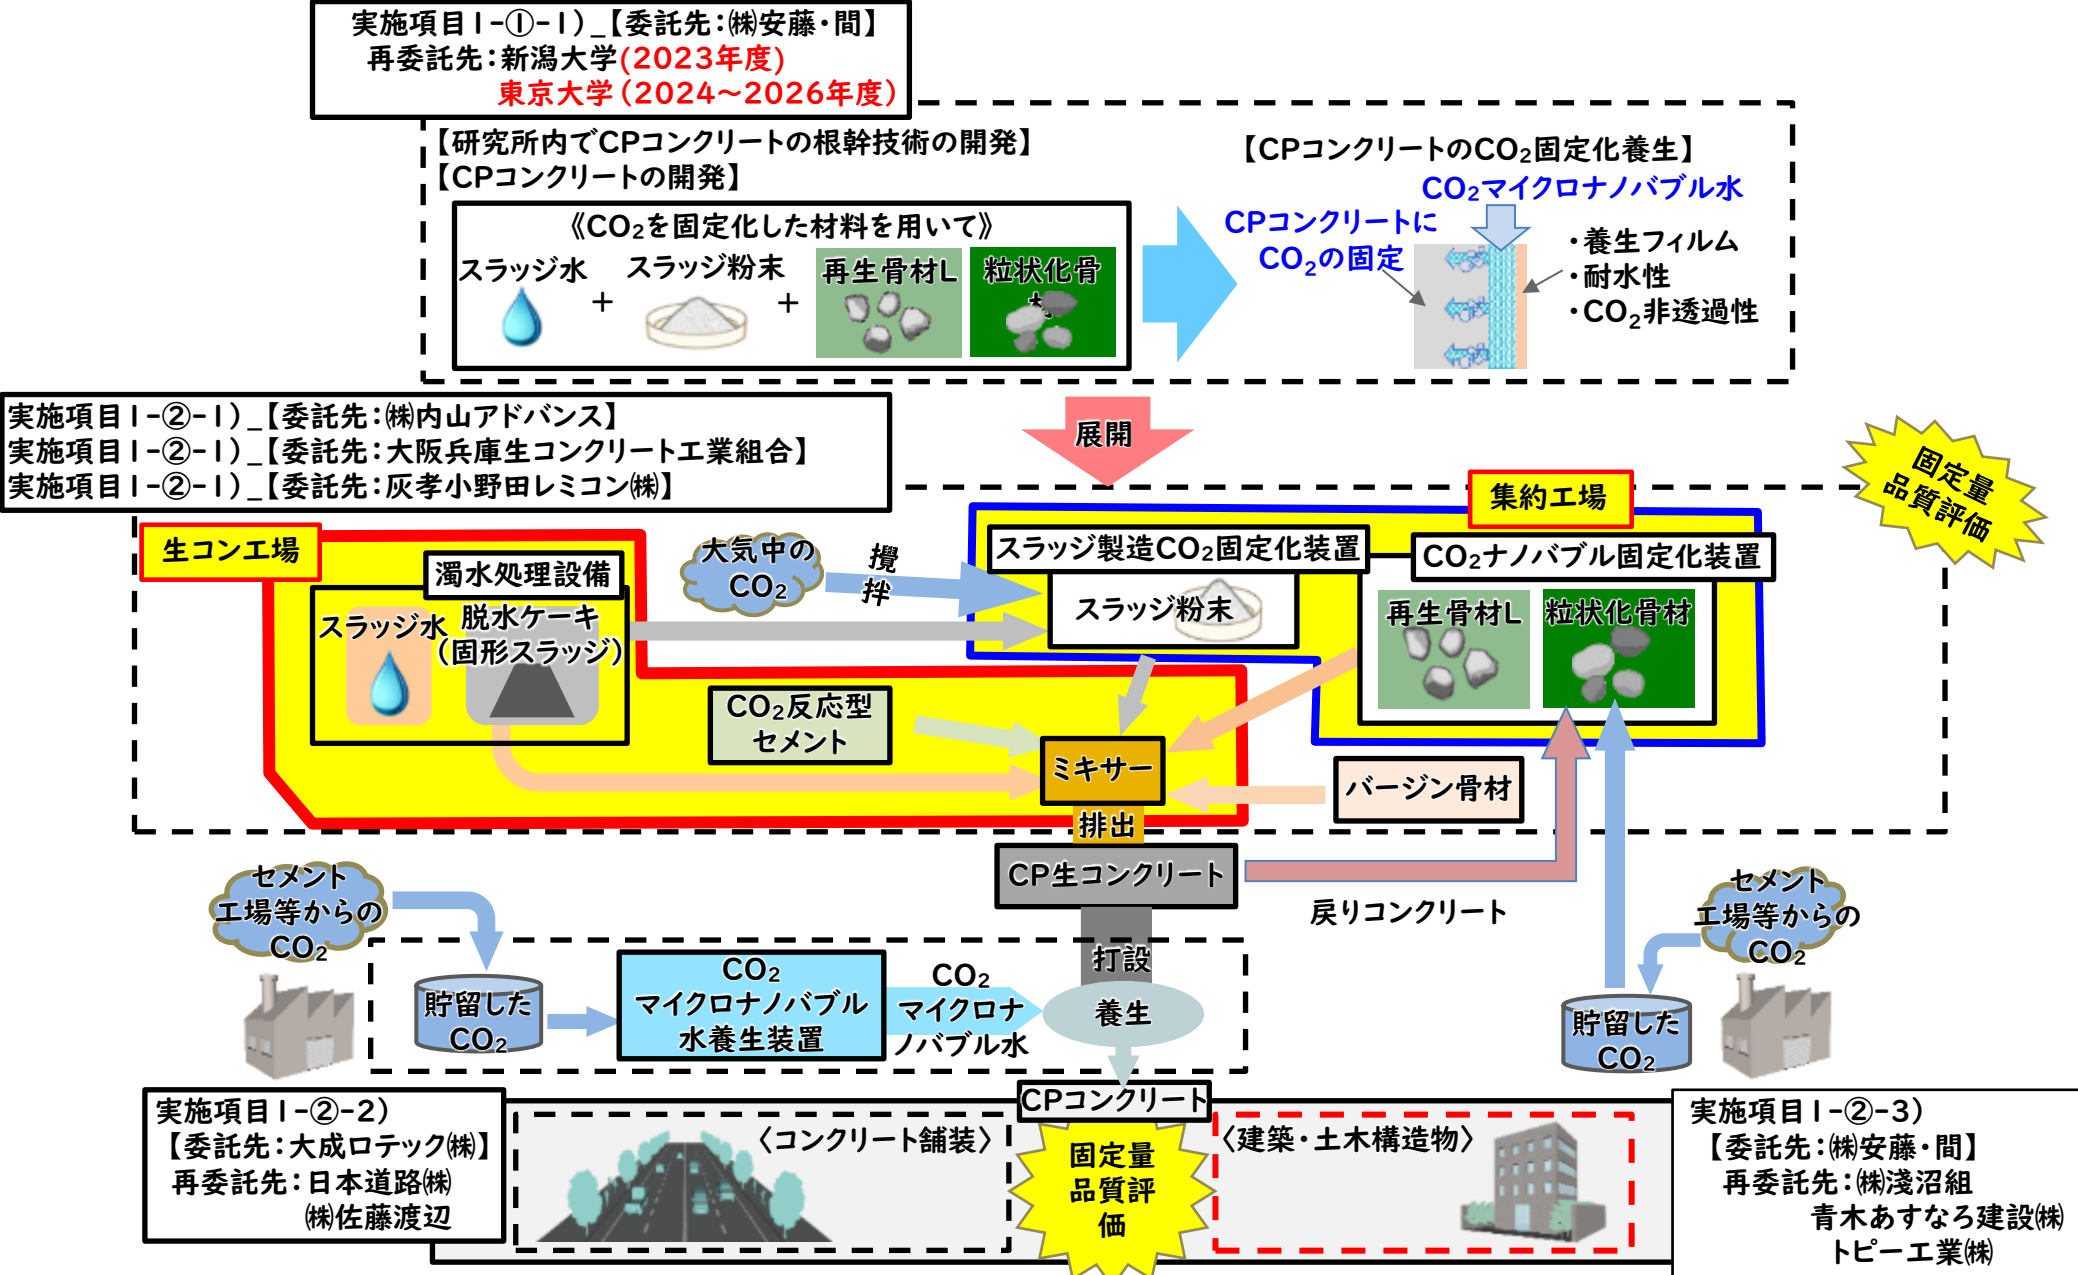 実施項目1-①-1)_【委託先：㈱安藤・間】
再委託先：新潟大学(2023年度)
東京大学（2024～2026年度）
【研究所内でCPコンクリートの根幹技術の開発】
【CPコンクリートの開発】
《CO₂を固定化した材料を用いて》
スラッジ水
+
スラッジ粉末
+
再生骨材L
粒状化骨
【CPコンクリートのCO₂固定化養生】
CO₂マイクロナノバブル水
CPコンクリートに
CO₂の固定
・養生フィルム
・耐水性
・CO₂非透過性
展開
実施項目1-②-1)_【委託先：㈱内山アドバンス】
実施項目1-②-1)_【委託先：大阪兵庫生コンクリート工業組合】
実施項目1-②-1)_【委託先：灰孝小野田レミコン㈱】
固定量
品質評価
集約工場
生コン工場
濁水処理設備
スラッジ水
脱水ケーキ
（固形スラッジ）
大気中の
CO₂
攪
拌
スラッジ製造CO₂固定化装置
スラッジ粉末
CO₂ナノバブル固定化装置
再生骨材L
粒状化骨材
CO₂反応型
セメント
ミキサー
バージン骨材
排出
CP生コンクリート
戻りコンクリート
セメント
工場等からの
CO₂
貯留した
CO₂
CO₂
マイクロナノバブル
水養生装置
CO₂
マイクロナ
ノバブル水
打設
養生
セメント
工場等からの
CO₂
貯留した
CO₂
CPコンクリート
実施項目1-②-2)
【委託先：大成ロテック㈱】
再委託先：日本道路㈱
㈱佐藤渡辺
〈コンクリート舗装〉
固定量
品質評
価
〈建築・土木構造物〉
実施項目1-②-3)
【委託先：㈱安藤・間】
再委託先：㈱淺沼組
青木あすなろ建設㈱
トピー工業㈱